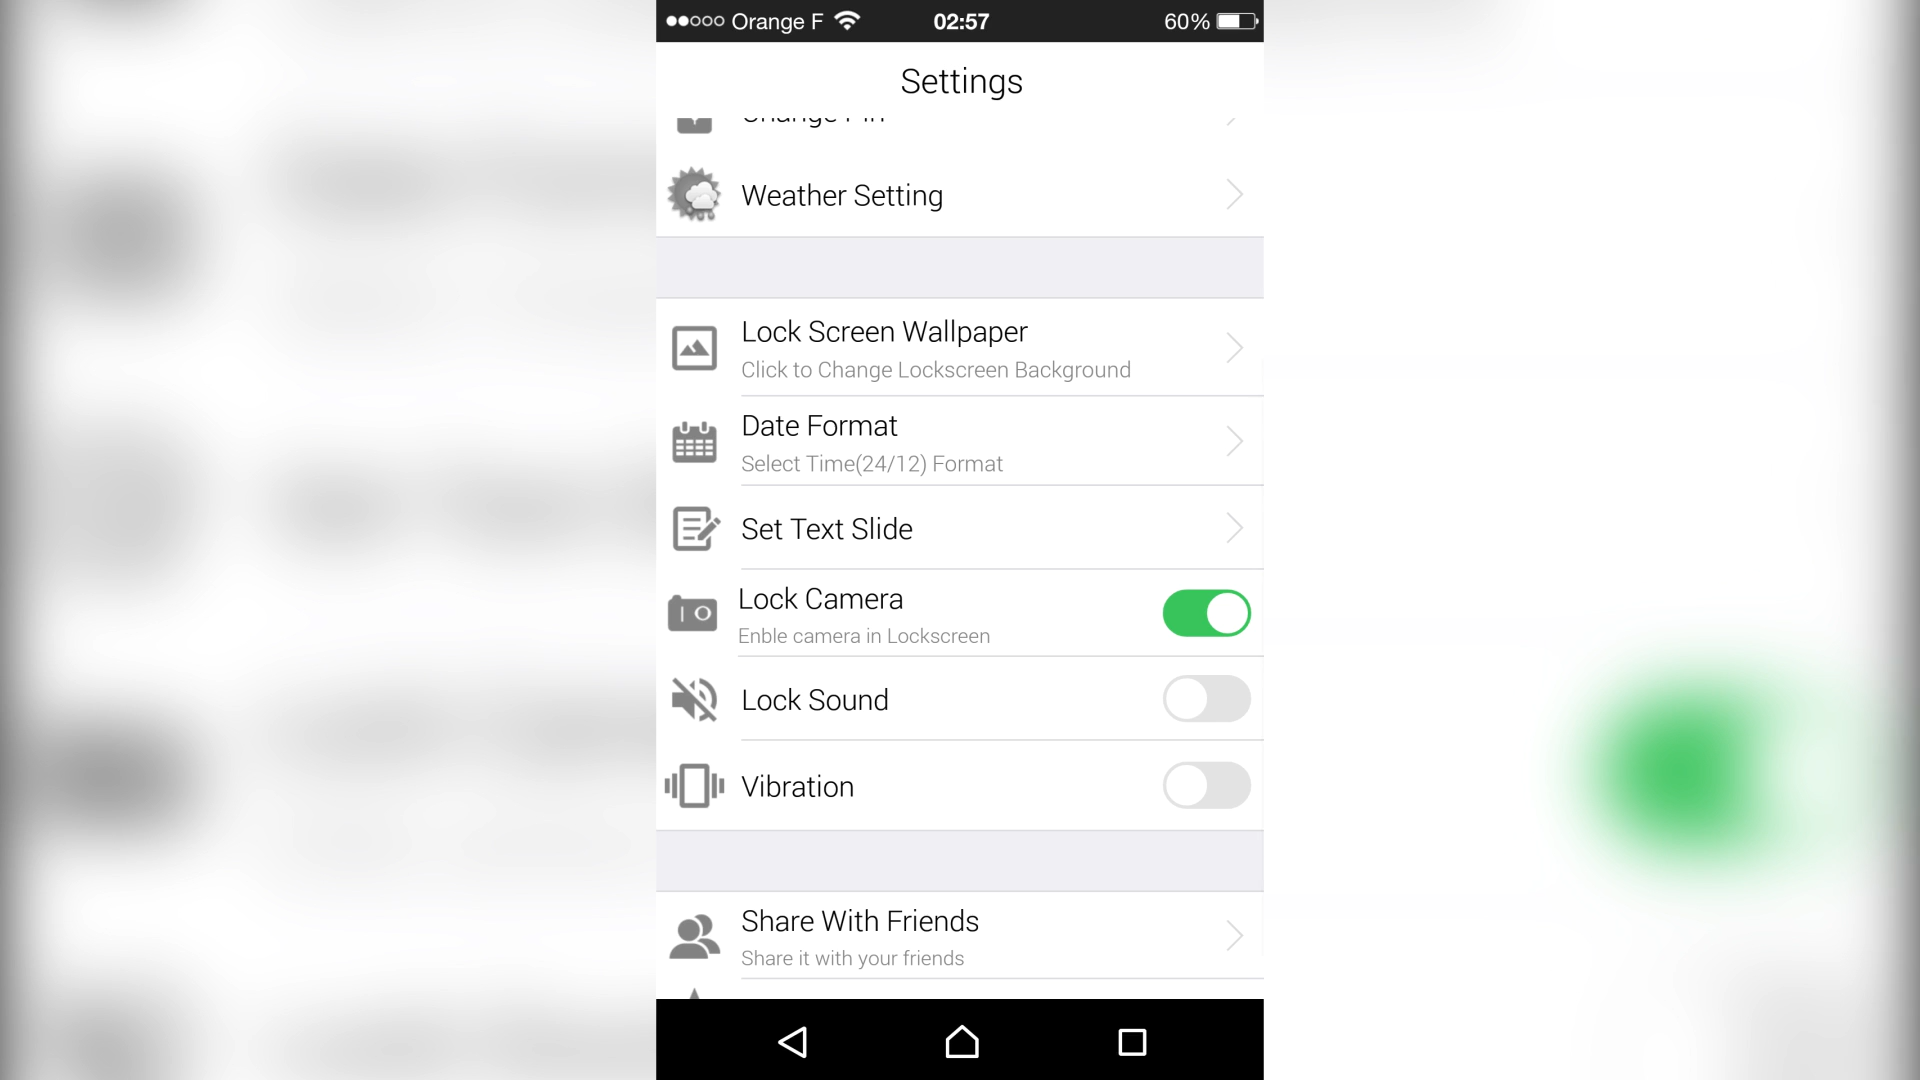 Orange F 02:57 60%
Settings
Change Pin
Weather Setting
Lock Screen Wallpaper
Click to Change Lockscreen Background
Date Format
Select Time(24/12) Format
Set Text Slide
Lock Camera
Enble camera in Lockscreen
Lock Sound
Vibration
Share With Friends
Share it with your friends